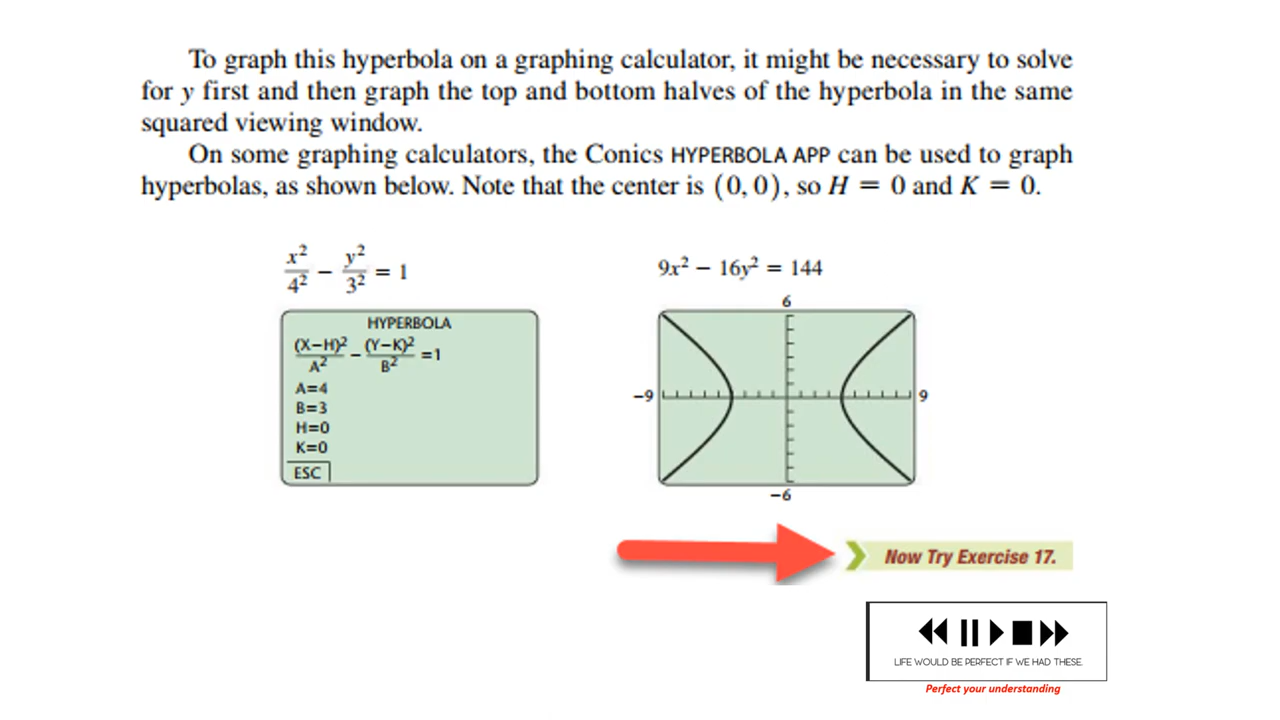 To graph this hyperbola on a graphing calculator, it might be necessary to solve
for y first and then graph the top and bottom halves of the hyperbola in the same
squared viewing window.
On some graphing calculators, the Conics HYPERBOLA APP can be used to graph
hyperbolas, as shown below. Note that the center is (0, 0), so H = 0 and K = 0.
x²/4² − y²/3² = 1
HYPERBOLA
(X−H)²/A² − (Y−K)²/B² =1
A=4
B=3
H=0
K=0
ESC
9x² − 16y² = 144
6
−9
9
−6
Now Try Exercise 17.
LIFE WOULD BE PERFECT IF WE HAD THESE.
Perfect your understanding